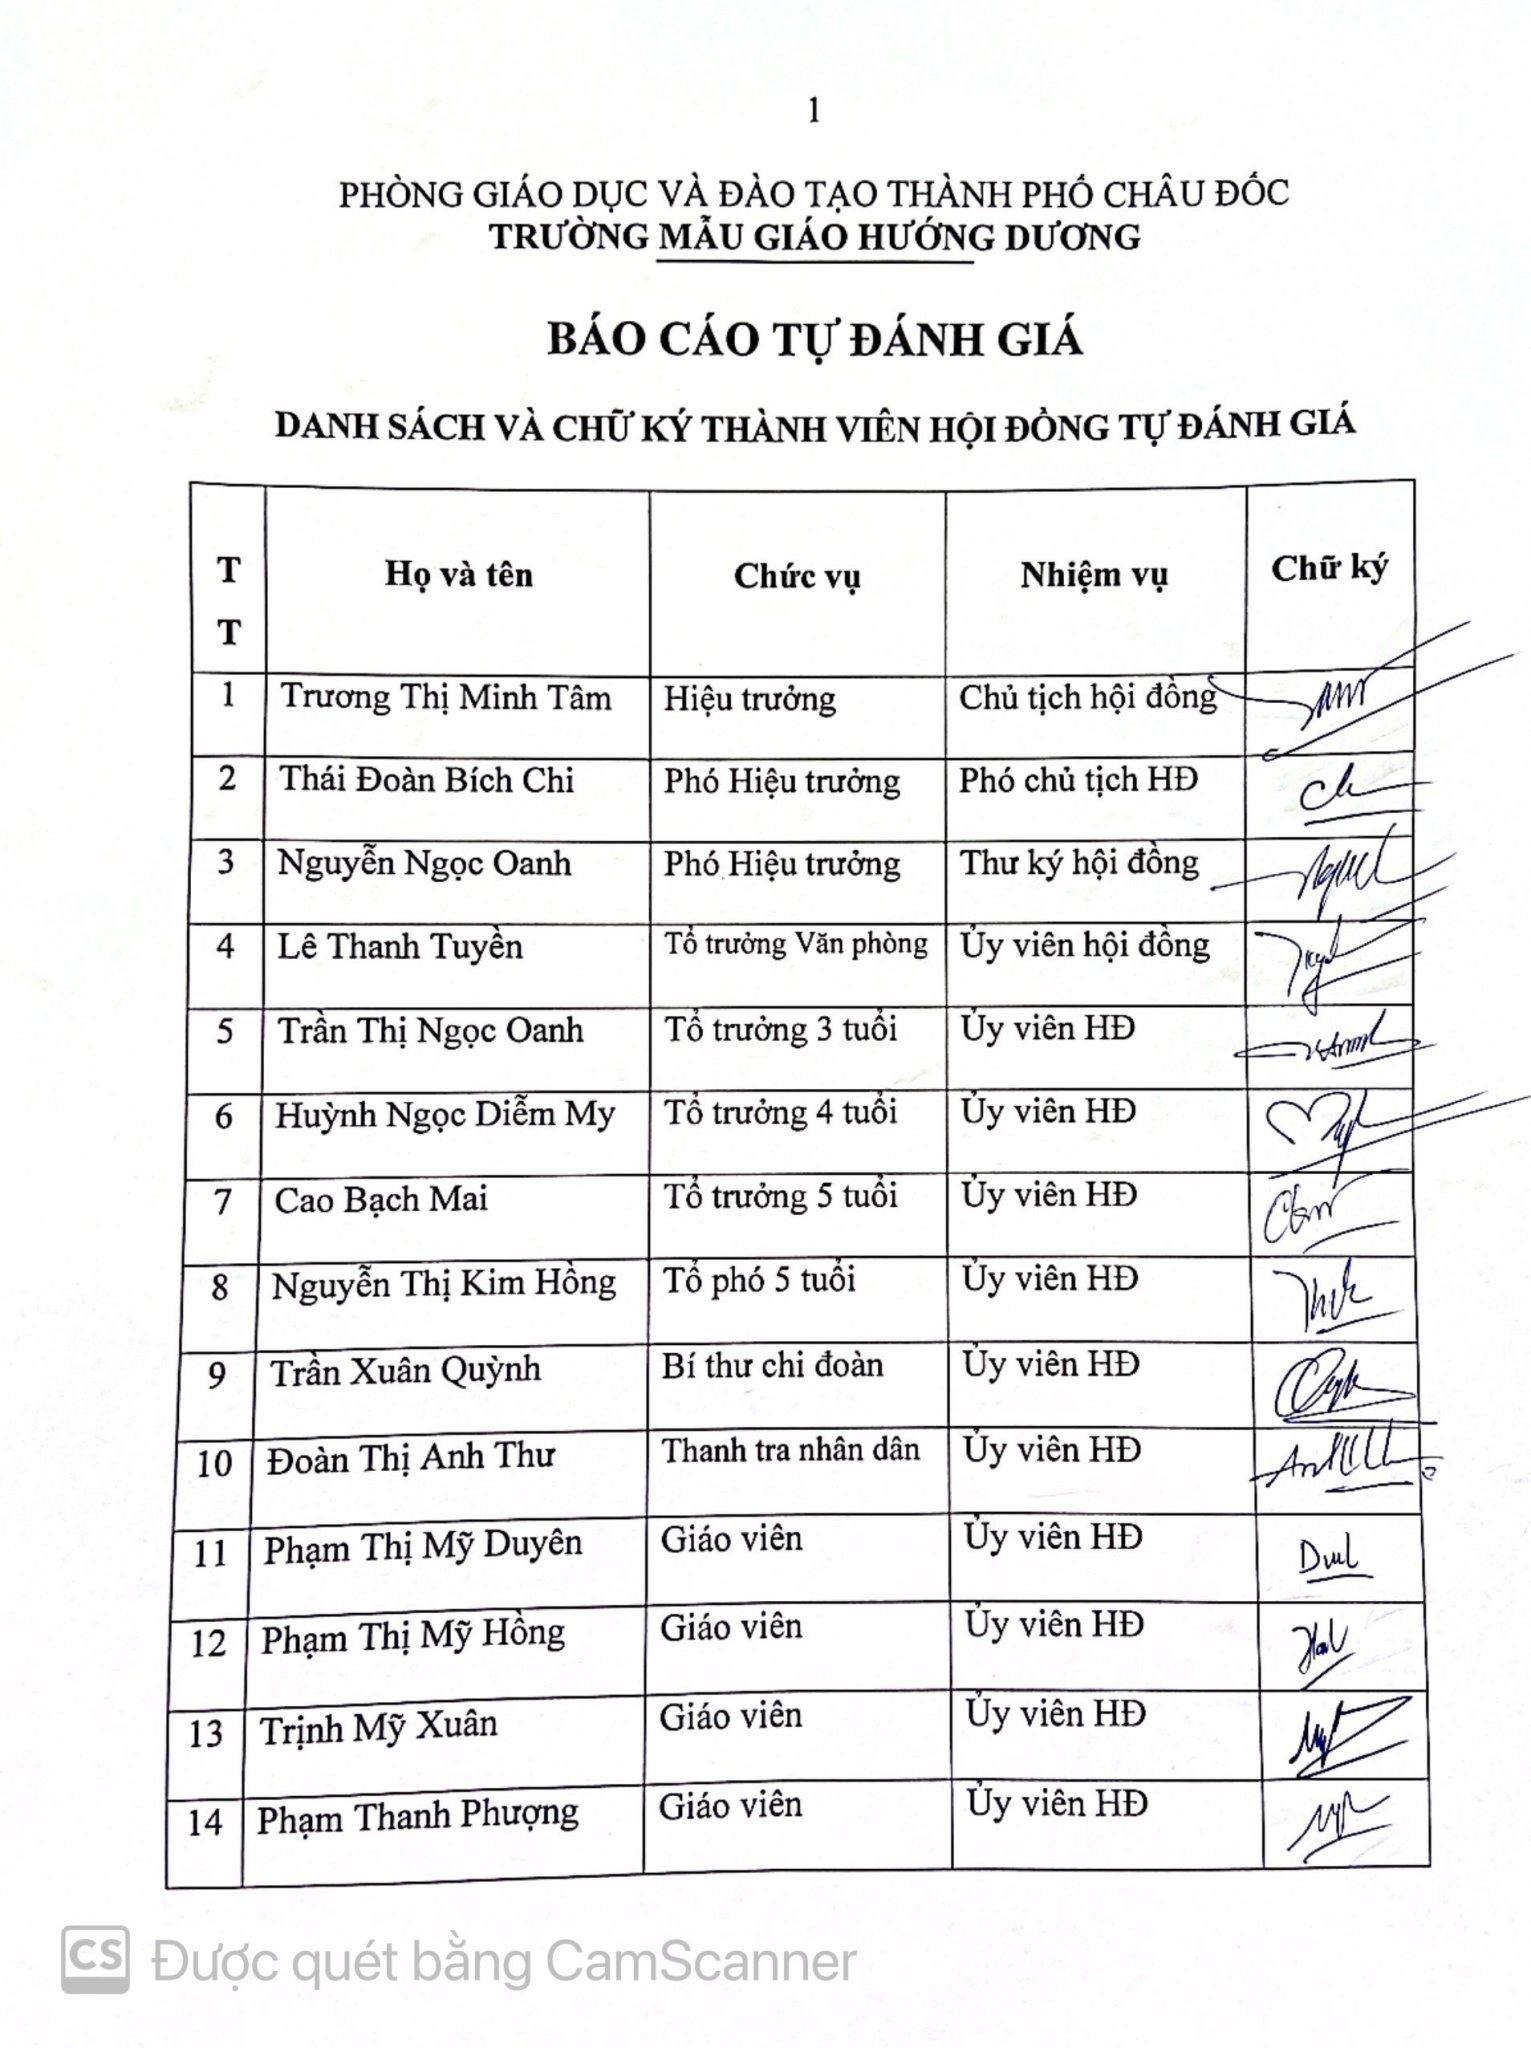 1
PHÒNG GIÁO DỤC VÀ ĐÀO TẠO THÀNH PHỐ CHÂU ĐỐC
TRƯỜNG MẪU GIÁO HƯỚNG DƯƠNG
BÁO CÁO TỰ ĐÁNH GIÁ
DANH SÁCH VÀ CHỮ KÝ THÀNH VIÊN HỘI ĐỒNG TỰ ĐÁNH GIÁ
TT Họ và tên Chức vụ Nhiệm vụ Chữ ký
1 Trương Thị Minh Tâm Hiệu trưởng Chủ tịch hội đồng
2 Thái Đoàn Bích Chi Phó Hiệu trưởng Phó chủ tịch HĐ
3 Nguyễn Ngọc Oanh Phó Hiệu trưởng Thư ký hội đồng
4 Lê Thanh Tuyền Tổ trưởng Văn phòng Ủy viên hội đồng
5 Trần Thị Ngọc Oanh Tổ trưởng 3 tuổi Ủy viên HĐ
6 Huỳnh Ngọc Diễm My Tổ trưởng 4 tuổi Ủy viên HĐ
7 Cao Bạch Mai Tổ trưởng 5 tuổi Ủy viên HĐ
8 Nguyễn Thị Kim Hồng Tổ phó 5 tuổi Ủy viên HĐ
9 Trần Xuân Quỳnh Bí thư chi đoàn Ủy viên HĐ
10 Đoàn Thị Anh Thư Thanh tra nhân dân Ủy viên HĐ
11 Phạm Thị Mỹ Duyên Giáo viên Ủy viên HĐ
12 Phạm Thị Mỹ Hồng Giáo viên Ủy viên HĐ
13 Trịnh Mỹ Xuân Giáo viên Ủy viên HĐ
14 Phạm Thanh Phượng Giáo viên Ủy viên HĐ
CS Được quét bằng CamScanner